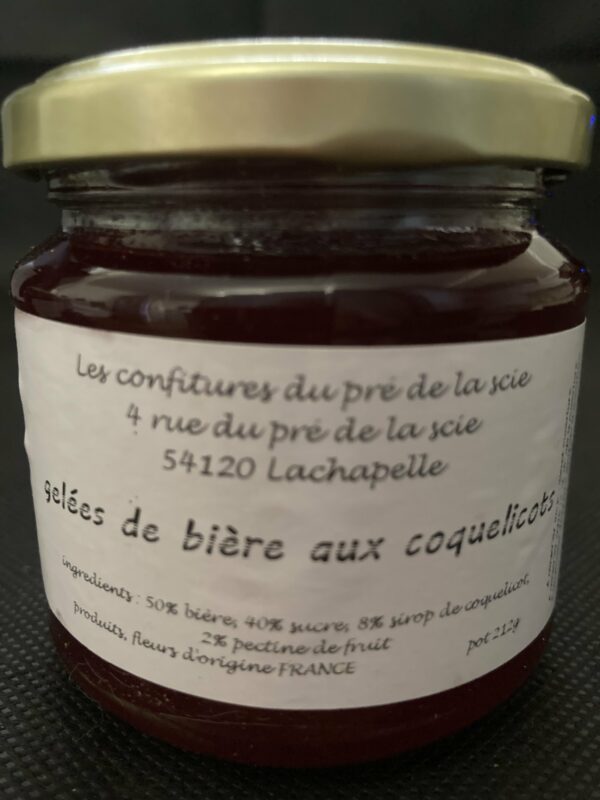 Les confitures du pré de la scie
4 rue du pré de la scie
54120 Lachapelle
gelées de bière aux coquelicots
ingredients : 50% bière, 40% sucre, 8% sirop de coquelicot,
2% pectine de fruit
produits, fleurs d'origine FRANCE
pot 212g